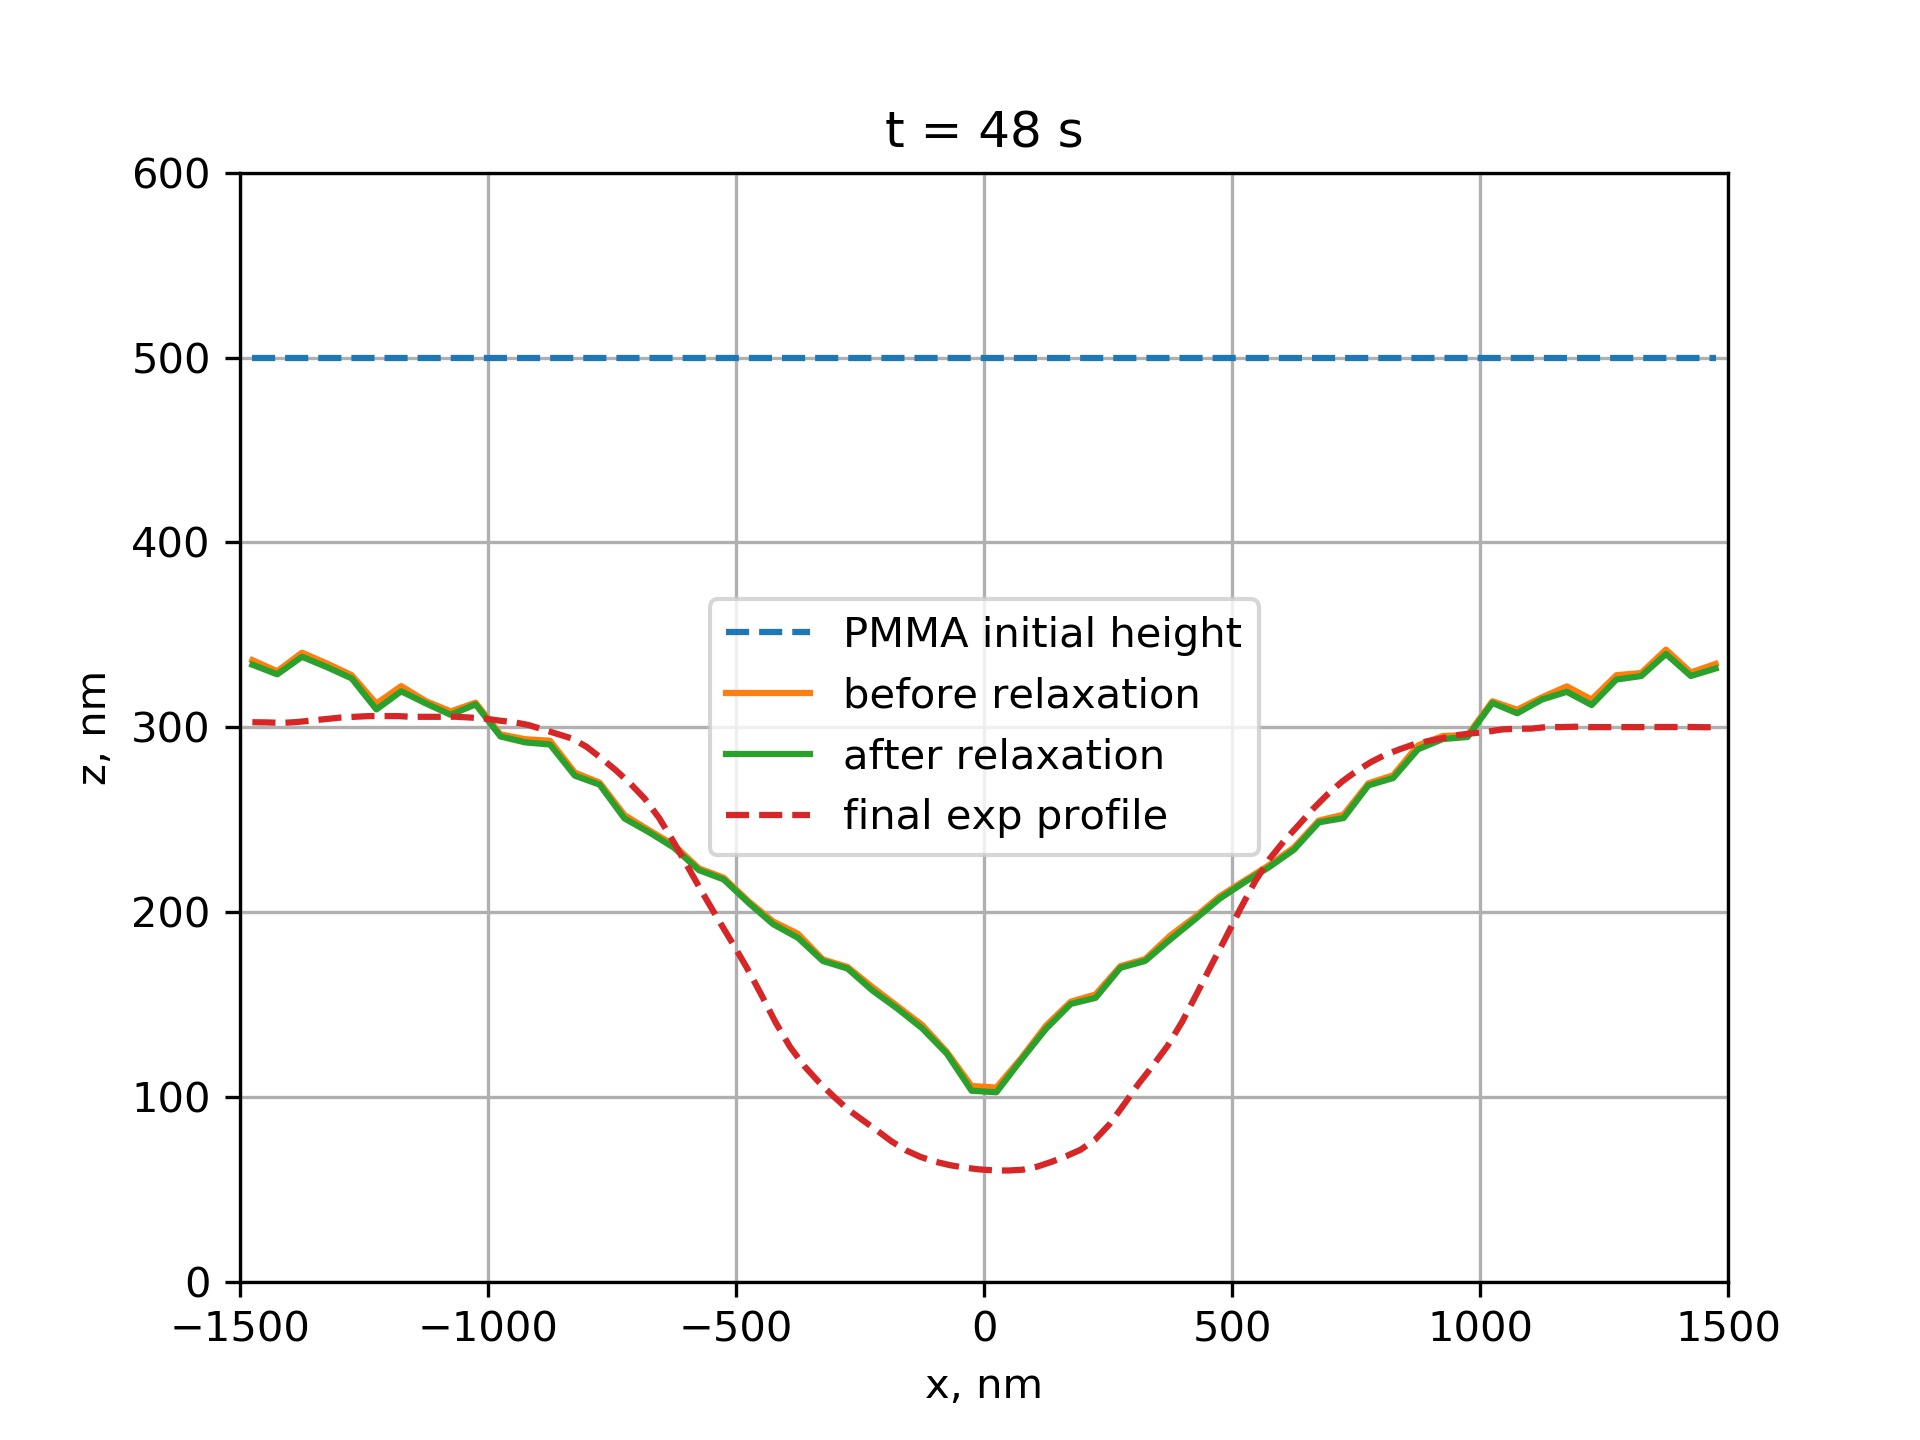 t = 48 s
600
500
400
300
200
100
0
z, nm
PMMA initial height
before relaxation
after relaxation
final exp profile
−1500 −1000 −500 0 500 1000 1500
x, nm